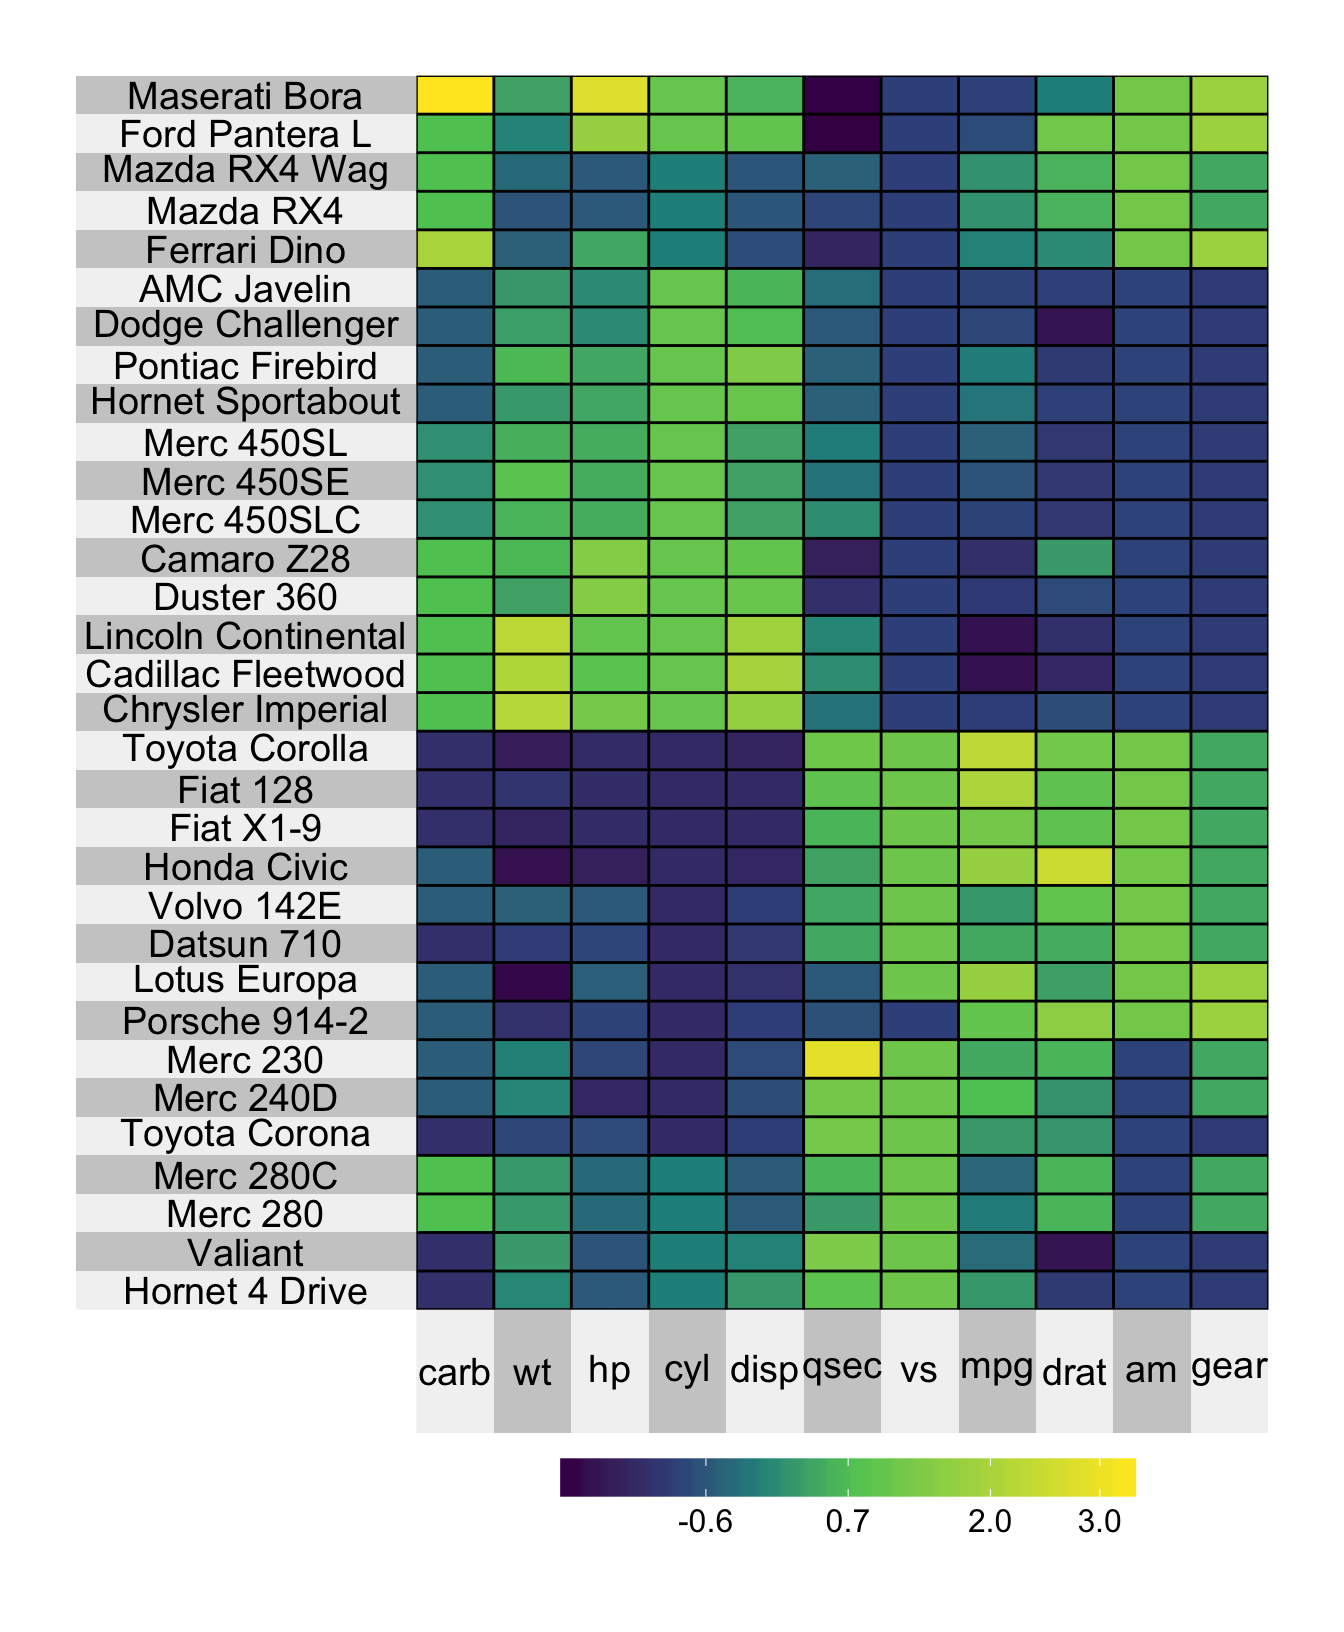 Maserati Bora
Ford Pantera L
Mazda RX4 Wag
Mazda RX4
Ferrari Dino
AMC Javelin
Dodge Challenger
Pontiac Firebird
Hornet Sportabout
Merc 450SL
Merc 450SE
Merc 450SLC
Camaro Z28
Duster 360
Lincoln Continental
Cadillac Fleetwood
Chrysler Imperial
Toyota Corolla
Fiat 128
Fiat X1-9
Honda Civic
Volvo 142E
Datsun 710
Lotus Europa
Porsche 914-2
Merc 230
Merc 240D
Toyota Corona
Merc 280C
Merc 280
Valiant
Hornet 4 Drive
carb wt hp cyl disp qsec vs mpg drat am gear
-0.6 0.7 2.0 3.0